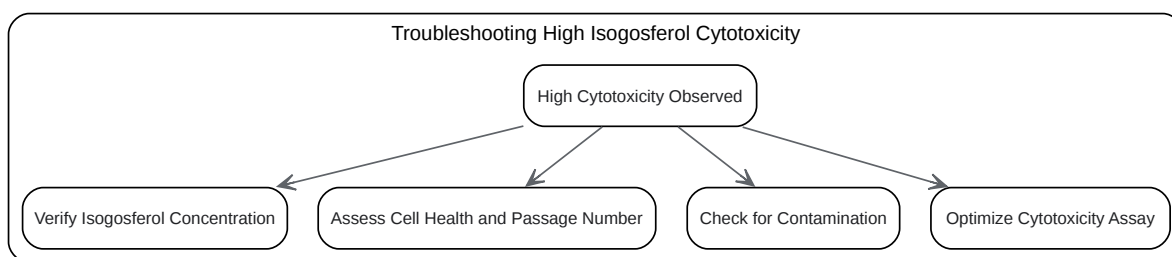 Troubleshooting High Isogosferol Cytotoxicity
High Cytotoxicity Observed
Verify Isogosferol Concentration
Assess Cell Health and Passage Number
Check for Contamination
Optimize Cytotoxicity Assay